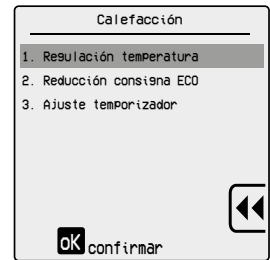 Calefacción
1. Regulación temperatura
2. Reducción consigna ECO
3. Ajuste temporizador
OK confirmar